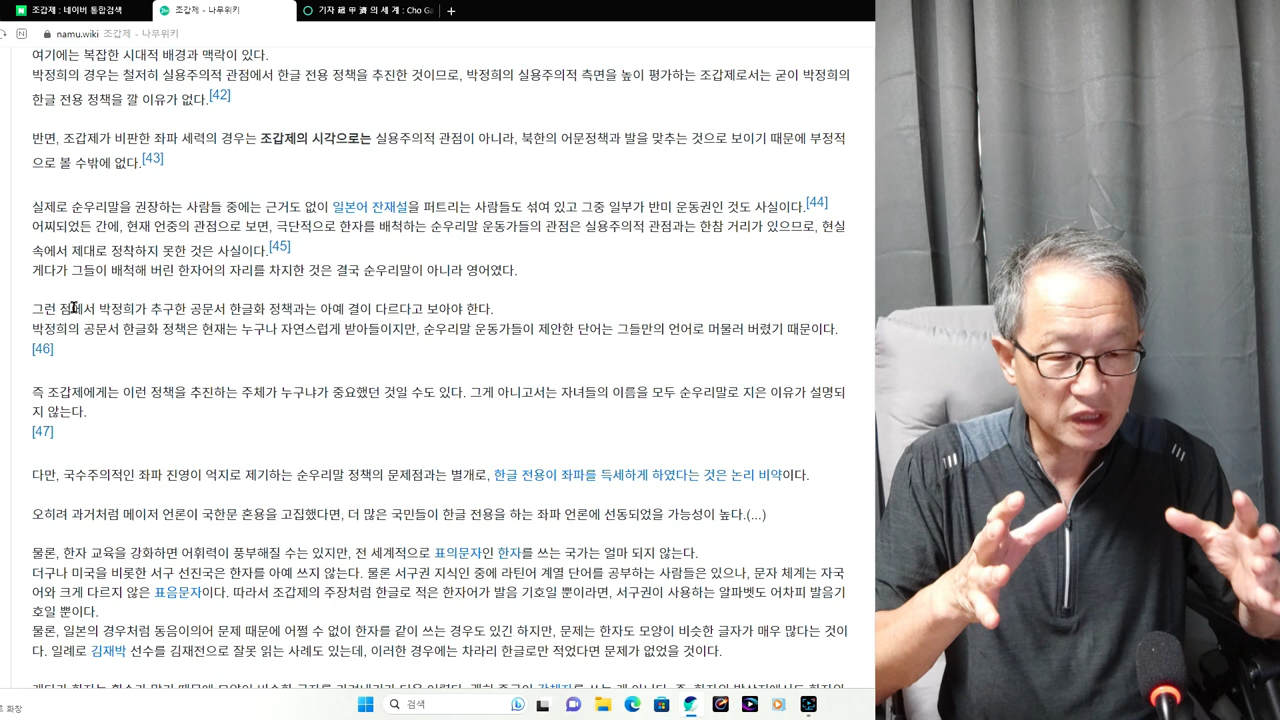 조갑제 : 네이버 통합검색
조갑제 - 나무위키
기자 趙 甲 濟 의 세 계 : Cho Ga
namu.wiki 조갑제 - 나무위키
여기에는 복잡한 시대적 배경과 맥락이 있다.
박정희의 경우는 철저히 실용주의적 관점에서 한글 전용 정책을 추진한 것이므로, 박정희의 실용주의적 측면을 높이 평가하는 조갑제로서는 굳이 박정희의
한글 전용 정책을 깔 이유가 없다.[42]
반면, 조갑제가 비판한 좌파 세력의 경우는 조갑제의 시각으로는 실용주의적 관점이 아니라, 북한의 어문정책과 발을 맞추는 것으로 보이기 때문에 부정적
으로 볼 수밖에 없다.[43]
실제로 순우리말을 권장하는 사람들 중에는 근거도 없이 일본어 잔재설을 퍼트리는 사람들도 섞여 있고 그중 일부가 반미 운동권인 것도 사실이다.[44]
어찌되었든 간에, 현재 언중의 관점으로 보면, 극단적으로 한자를 배척하는 순우리말 운동가들의 관점은 실용주의적 관점과는 한참 거리가 있으므로, 현실
속에서 제대로 정착하지 못한 것은 사실이다.[45]
게다가 그들이 배척해 버린 한자어의 자리를 차지한 것은 결국 순우리말이 아니라 영어였다.
그런 점에서 박정희가 추구한 공문서 한글화 정책과는 아예 결이 다르다고 보아야 한다.
박정희의 공문서 한글화 정책은 현재는 누구나 자연스럽게 받아들이지만, 순우리말 운동가들이 제안한 단어는 그들만의 언어로 머물러 버렸기 때문이다.
[46]
즉 조갑제에게는 이런 정책을 추진하는 주체가 누구냐가 중요했던 것일 수도 있다. 그게 아니고서는 자녀들의 이름을 모두 순우리말로 지은 이유가 설명되
지 않는다.
[47]
다만, 국수주의적인 좌파 진영이 억지로 제기하는 순우리말 정책의 문제점과는 별개로, 한글 전용이 좌파를 득세하게 하였다는 것은 논리 비약이다.
오히려 과거처럼 메이저 언론이 국한문 혼용을 고집했다면, 더 많은 국민들이 한글 전용을 하는 좌파 언론에 선동되었을 가능성이 높다.(...)
물론, 한자 교육을 강화하면 어휘력이 풍부해질 수는 있지만, 전 세계적으로 표의문자인 한자를 쓰는 국가는 얼마 되지 않는다.
더구나 미국을 비롯한 서구 선진국은 한자를 아예 쓰지 않는다. 물론 서구권 지식인 중에 라틴어 계열 단어를 공부하는 사람들은 있으나, 문자 체계는 자국
어와 크게 다르지 않은 표음문자이다. 따라서 조갑제의 주장처럼 한글로 적은 한자어가 발음 기호일 뿐이라면, 서구권이 사용하는 알파벳도 어차피 발음기
호일 뿐이다.
물론, 일본의 경우처럼 동음이의어 문제 때문에 어쩔 수 없이 한자를 같이 쓰는 경우도 있긴 하지만, 문제는 한자도 모양이 비슷한 글자가 매우 많다는 것이
다. 일례로 김재박 선수를 김재전으로 잘못 읽는 사례도 있는데, 이러한 경우에는 차라리 한글로만 적었다면 문제가 없었을 것이다.
검색
화창